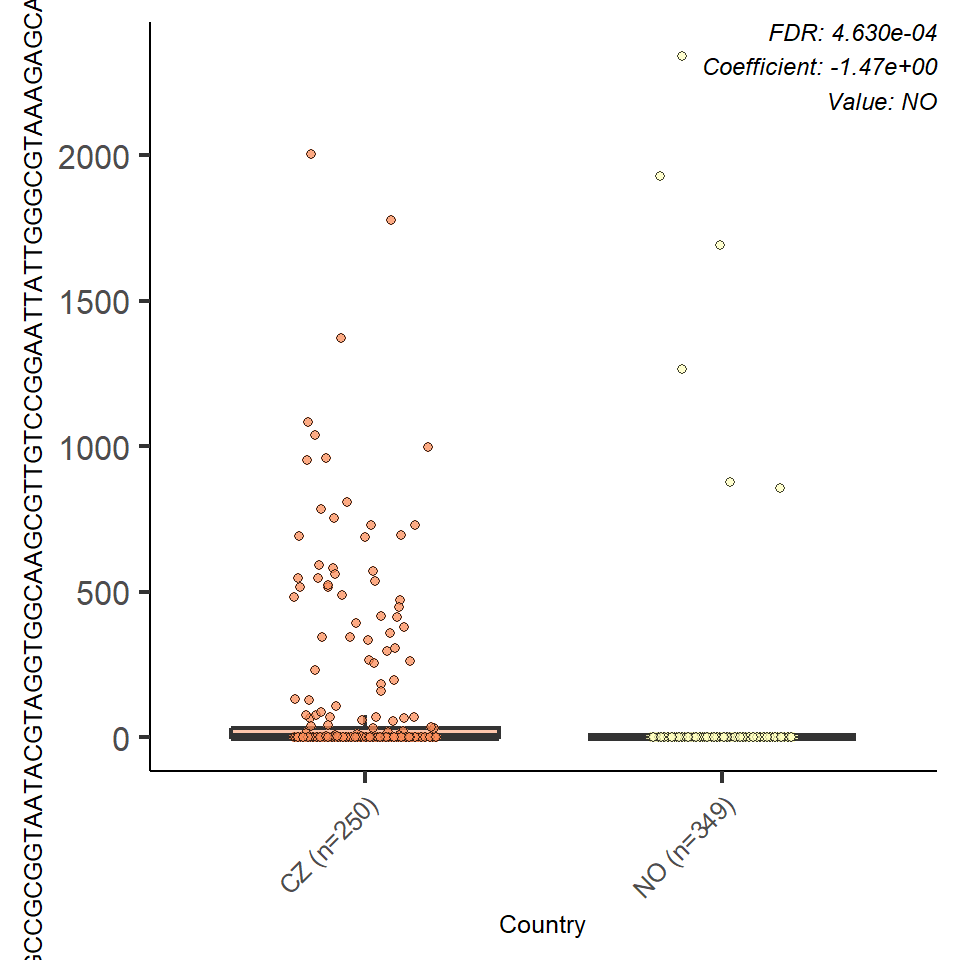 FDR: 4.630e-04
Coefficient: -1.47e+00
Value: NO
GCCGCGGTAATACGTAGGTGGCAAGCGTTGTCCGGAATTATTGGGCGTAAAGAGCA
2000
1500
1000
500
0
CZ (n=250)
NO (n=349)
Country